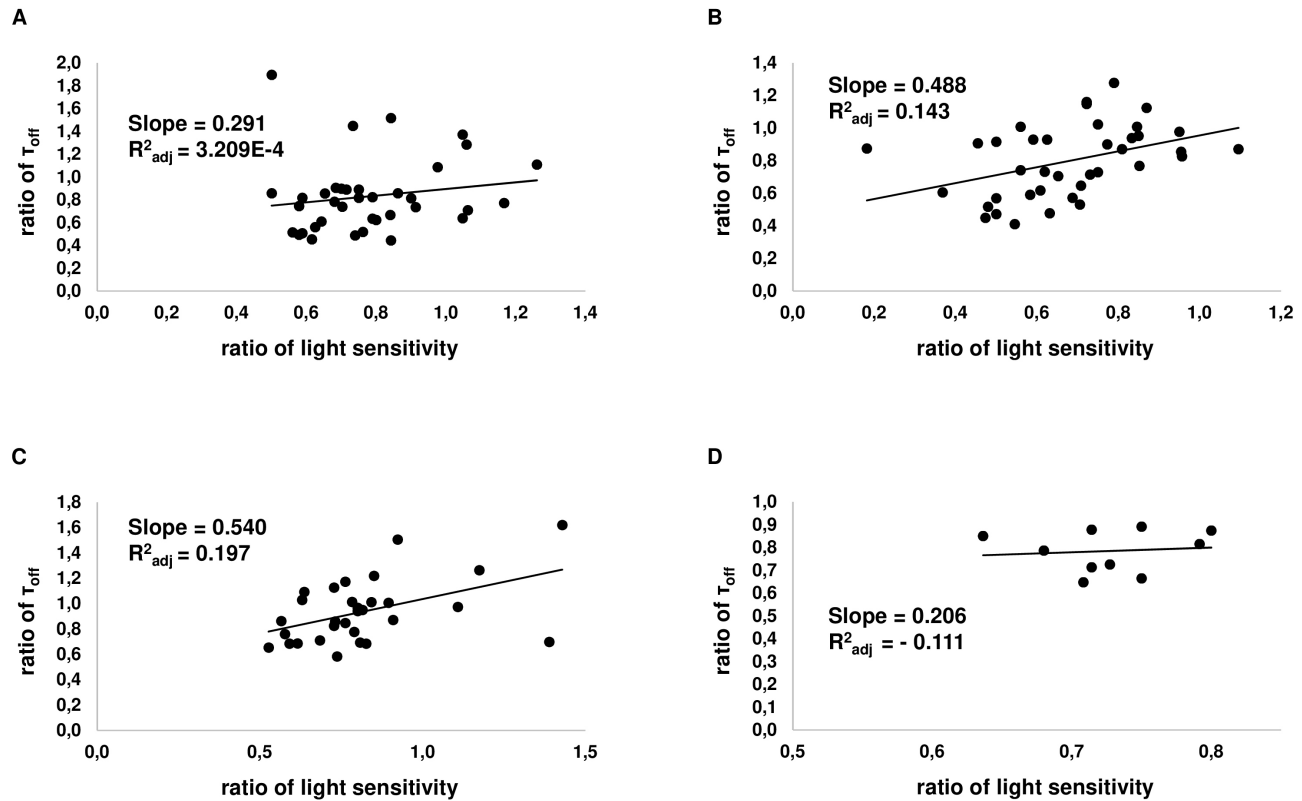 A
2,0
1,8
1,6
1,4
1,2
1,0
0,8
0,6
0,4
0,2
0,0
ratio of τoff
Slope = 0.291
R²adj = 3.209E-4
0,0 0,2 0,4 0,6 0,8 1,0 1,2 1,4
ratio of light sensitivity
B
1,4
1,2
1,0
0,8
0,6
0,4
0,2
0,0
ratio of τoff
Slope = 0.488
R²adj = 0.143
0,0 0,2 0,4 0,6 0,8 1,0 1,2
ratio of light sensitivity
C
1,8
1,6
1,4
1,2
1,0
0,8
0,6
0,4
0,2
0,0
ratio of τoff
Slope = 0.540
R²adj = 0.197
0,0 0,5 1,0 1,5
ratio of light sensitivity
D
1,0
0,9
0,8
0,7
0,6
0,5
0,4
0,3
0,2
0,1
0,0
ratio of τoff
Slope = 0.206
R²adj = - 0.111
0,5 0,6 0,7 0,8
ratio of light sensitivity